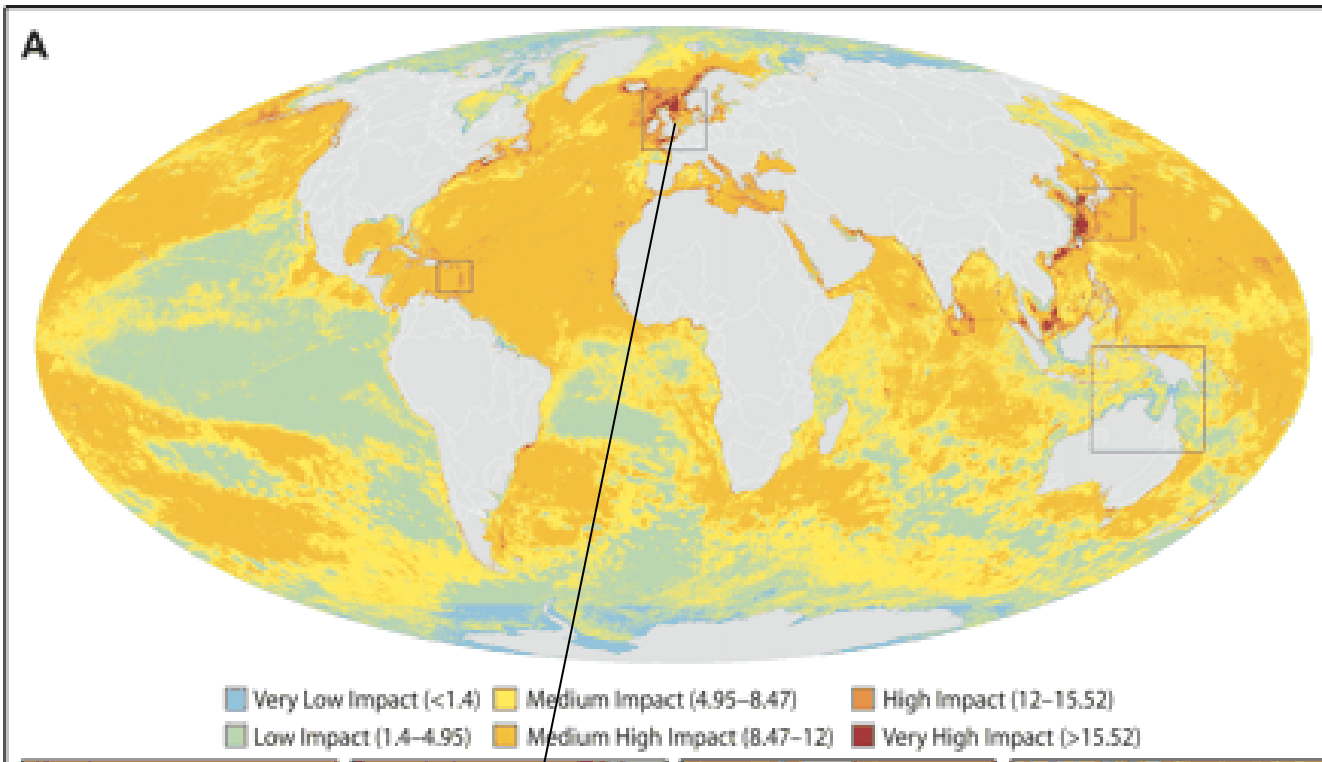 A
Very Low Impact (<1.4) Medium Impact (4.95–8.47) High Impact (12–15.52)
Low Impact (1.4–4.95) Medium High Impact (8.47–12) Very High Impact (>15.52)